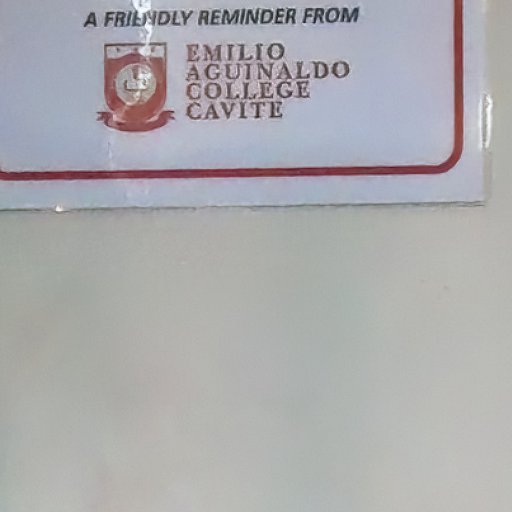 A FRIENDLY REMINDER FROM
EMILIO
AGUINALDO
COLLEGE
CAVITE